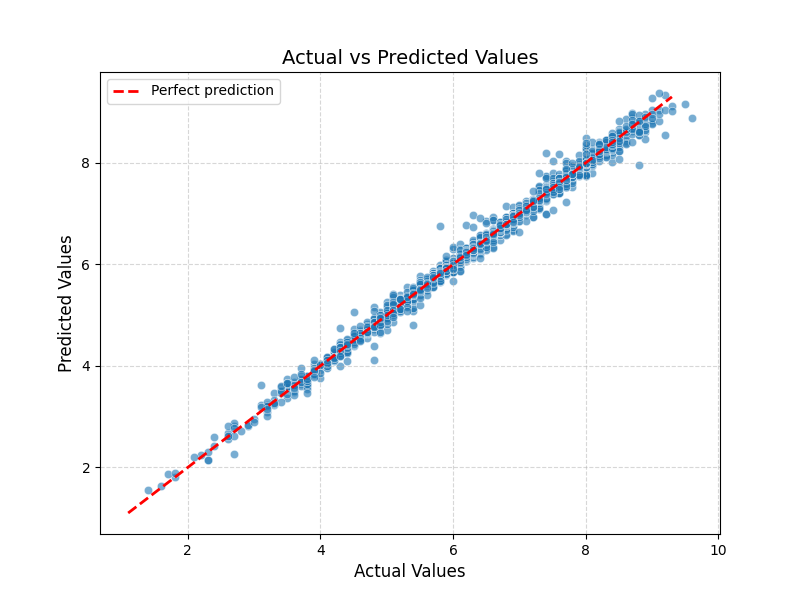 Actual vs Predicted Values
Perfect prediction
Predicted Values
8
6
4
2
2 4 6 8 10
Actual Values